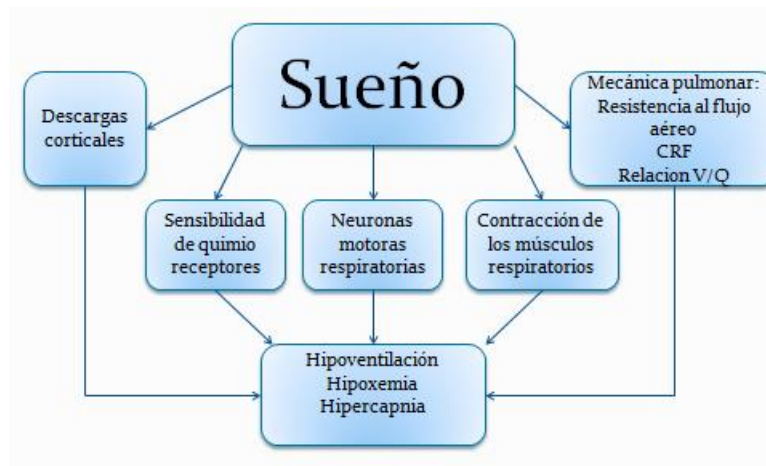 Sueño
Descargas
corticales
Mecánica pulmonar:
Resistencia al flujo
aéreo
CRF
Relacion V/Q
Sensibilidad
de quimio
receptores
Neuronas
motoras
respiratorias
Contracción de
los músculos
respiratorios
Hipoventilación
Hipoxemia
Hipercapnia